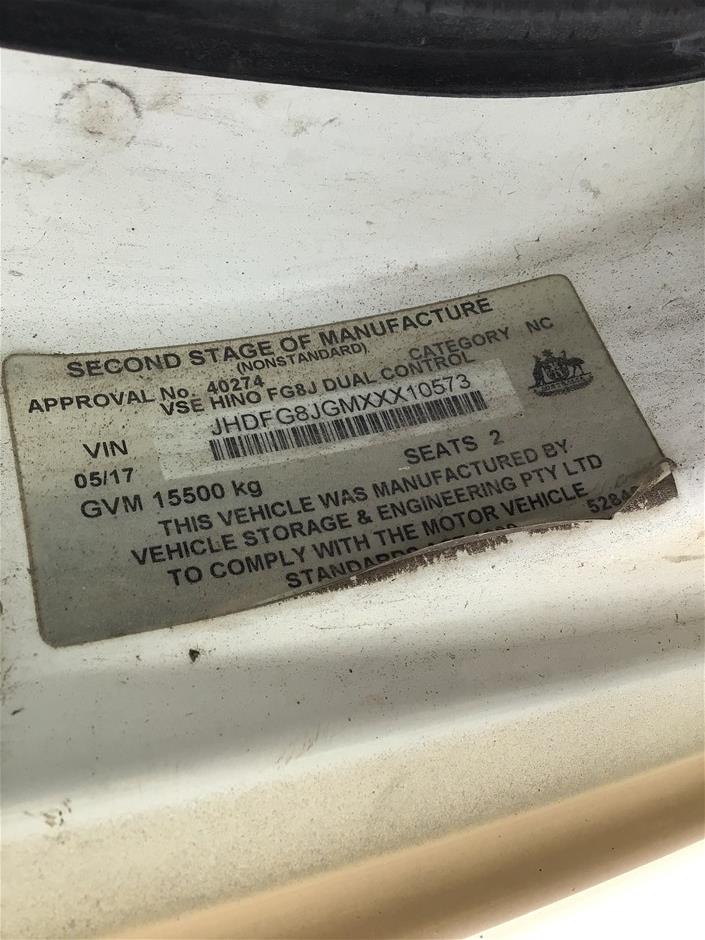 SECOND STAGE OF MANUFACTURE
(NONSTANDARD)
APPROVAL No. 40274 CATEGORY NC
VSE HINO FG8J DUAL CONTROL
VIN JHDFG8JGMXXX10573
05/17 SEATS 2
GVM 15500 kg
THIS VEHICLE WAS MANUFACTURED BY
VEHICLE STORAGE & ENGINEERING PTY LTD
TO COMPLY WITH THE MOTOR VEHICLE
STANDARDS
AUSTRALIA